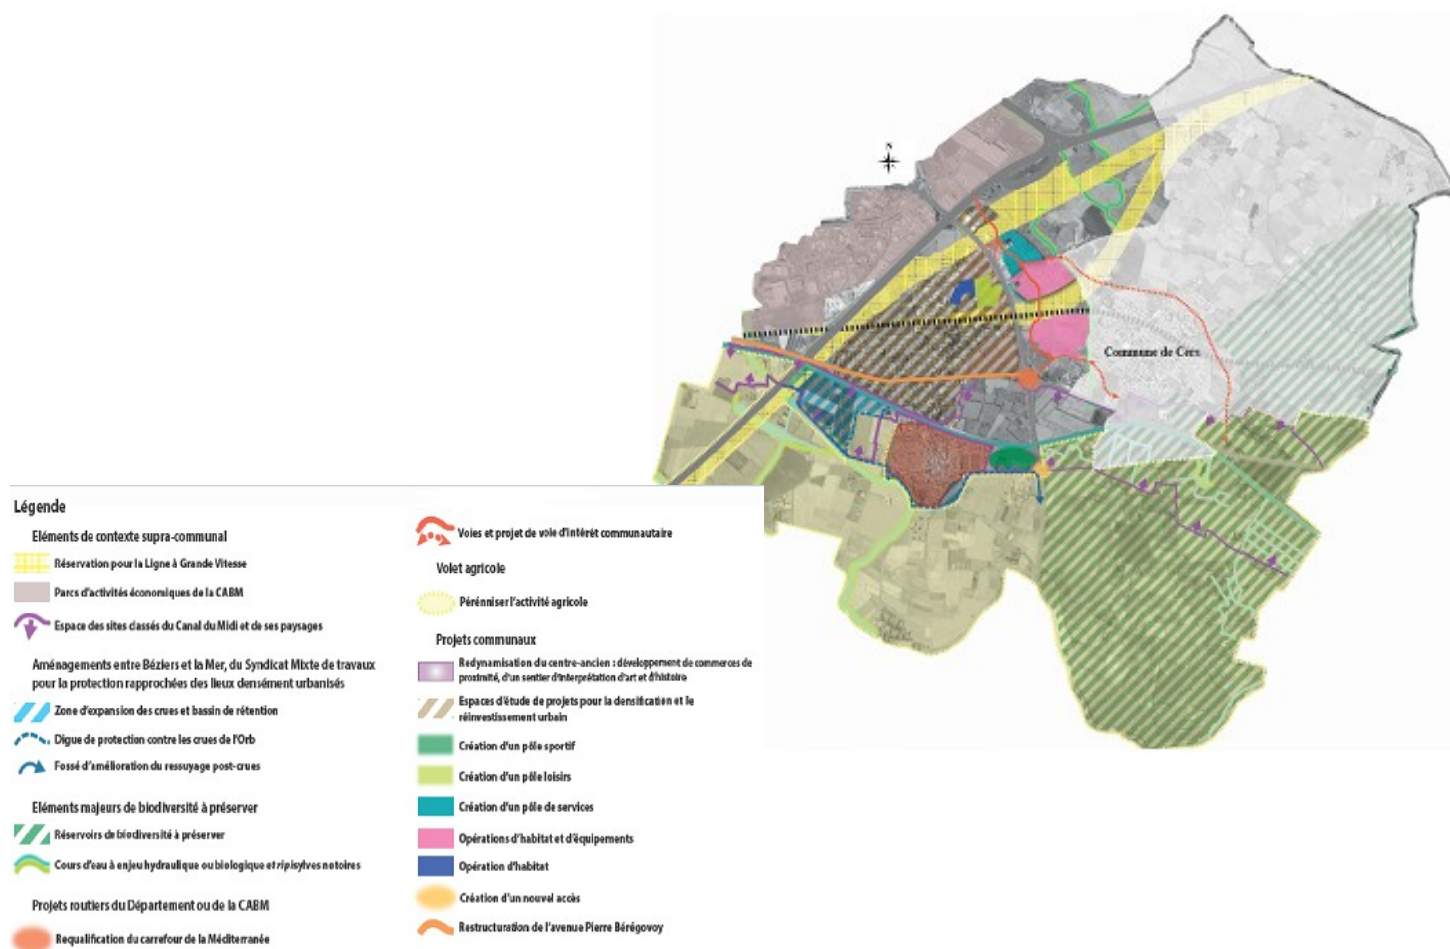 N
Commune de Cers
Légende
Eléments de contexte supra-communal
Réservation pour la Ligne à Grande Vitesse
Parcs d'activités économiques de la CABM
Espace des sites classés du Canal du Midi et de ses paysages
Aménagements entre Béziers et la Mer, du Syndicat Mixte de travaux
pour la protection rapprochées des lieux densément urbanisés
Zone d'expansion des crues et bassin de rétention
Digue de protection contre les crues de l'Orb
Fossé d'amélioration du ressuyage post-crues
Eléments majeurs de biodiversité à préserver
Réservoirs de biodiversité à préserver
Cours d'eau à enjeu hydraulique ou biologique et ripisylves notoires
Projets routiers du Département ou de la CABM
Requalification du carrefour de la Méditerranée
Voies et projet de voie d'intérêt communautaire
Volet agricole
Pérénniser l'activité agricole
Projets communaux
Redynamisation du centre-ancien : développement de commerces de
proximité, d'un sentier d'interprétation d'art et d'histoire
Espaces d'étude de projets pour la densification et le
réinvestissement urbain
Création d'un pôle sportif
Création d'un pôle loisirs
Création d'un pôle de services
Opérations d'habitat et d'équipements
Opération d'habitat
Création d'un nouvel accès
Restructuration de l'avenue Pierre Bérégovoy